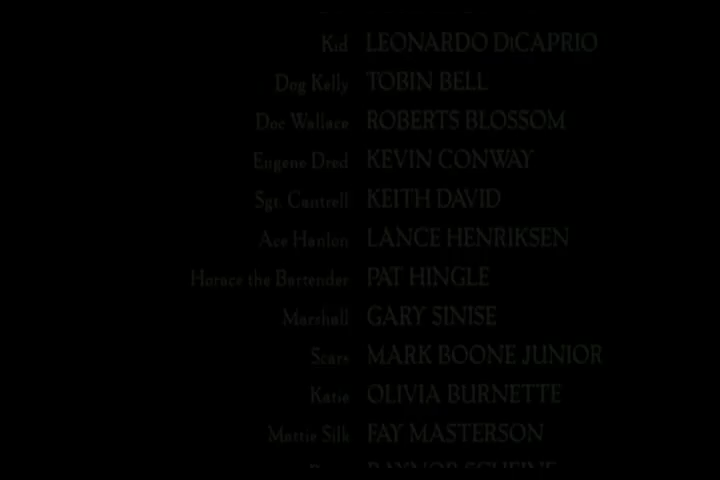 Kid LEONARDO DiCAPRIO
Dog Kelly TOBIN BELL
Doc Wallace ROBERTS BLOSSOM
Eugene Dred KEVIN CONWAY
Sgt. Cantrell KEITH DAVID
Ace Hanlon LANCE HENRIKSEN
Horace the Bartender PAT HINGLE
Marshall GARY SINISE
Scars MARK BOONE JUNIOR
Katie OLIVIA BURNETTE
Mattie Silk FAY MASTERSON